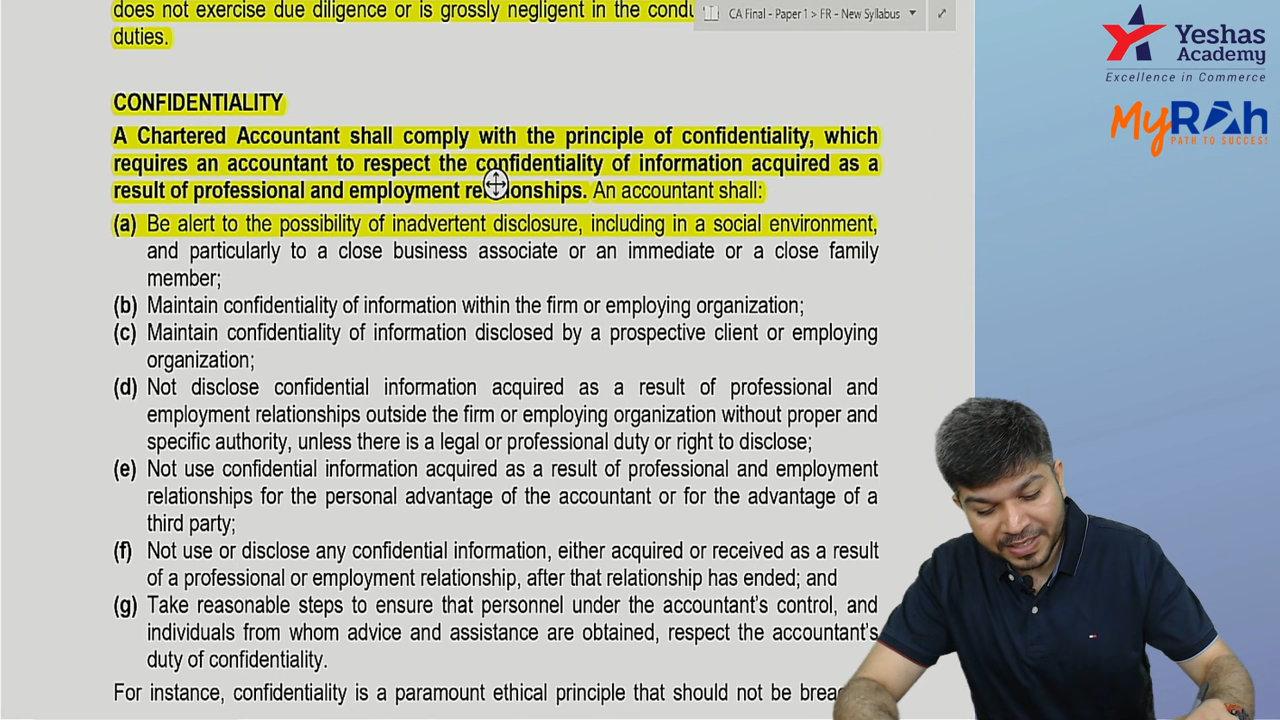 does not exercise due diligence or is grossly negligent in the
duties.
CA Final - Paper 1 > FR - New Syllabus
Yeshas
Academy
Excellence in Commerce
MyRAh
PATH TO SUCCESS!
CONFIDENTIALITY
A Chartered Accountant shall comply with the principle of confidentiality, which
requires an accountant to respect the confidentiality of information acquired as a
result of professional and employment relationships. An accountant shall:
(a) Be alert to the possibility of inadvertent disclosure, including in a social environment,
and particularly to a close business associate or an immediate or a close family
member;
(b) Maintain confidentiality of information within the firm or employing organization;
(c) Maintain confidentiality of information disclosed by a prospective client or employing
organization;
(d) Not disclose confidential information acquired as a result of professional and
employment relationships outside the firm or employing organization without proper and
specific authority, unless there is a legal or professional duty or right to disclose;
(e) Not use confidential information acquired as a result of professional and employment
relationships for the personal advantage of the accountant or for the advantage of a
third party;
(f) Not use or disclose any confidential information, either acquired or received as a result
of a professional or employment relationship, after that relationship has ended; and
(g) Take reasonable steps to ensure that personnel under the accountant's control, and
individuals from whom advice and assistance are obtained, respect the accountant's
duty of confidentiality.
For instance, confidentiality is a paramount ethical principle that should not be